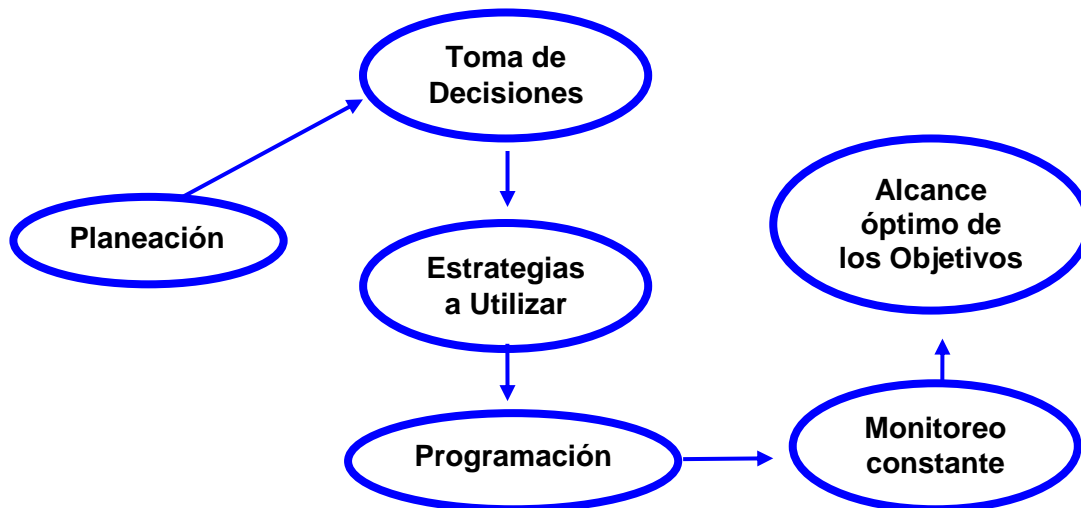 Planeación
Toma de
Decisiones
Estrategias
a Utilizar
Programación
Monitoreo
constante
Alcance
óptimo de
los Objetivos